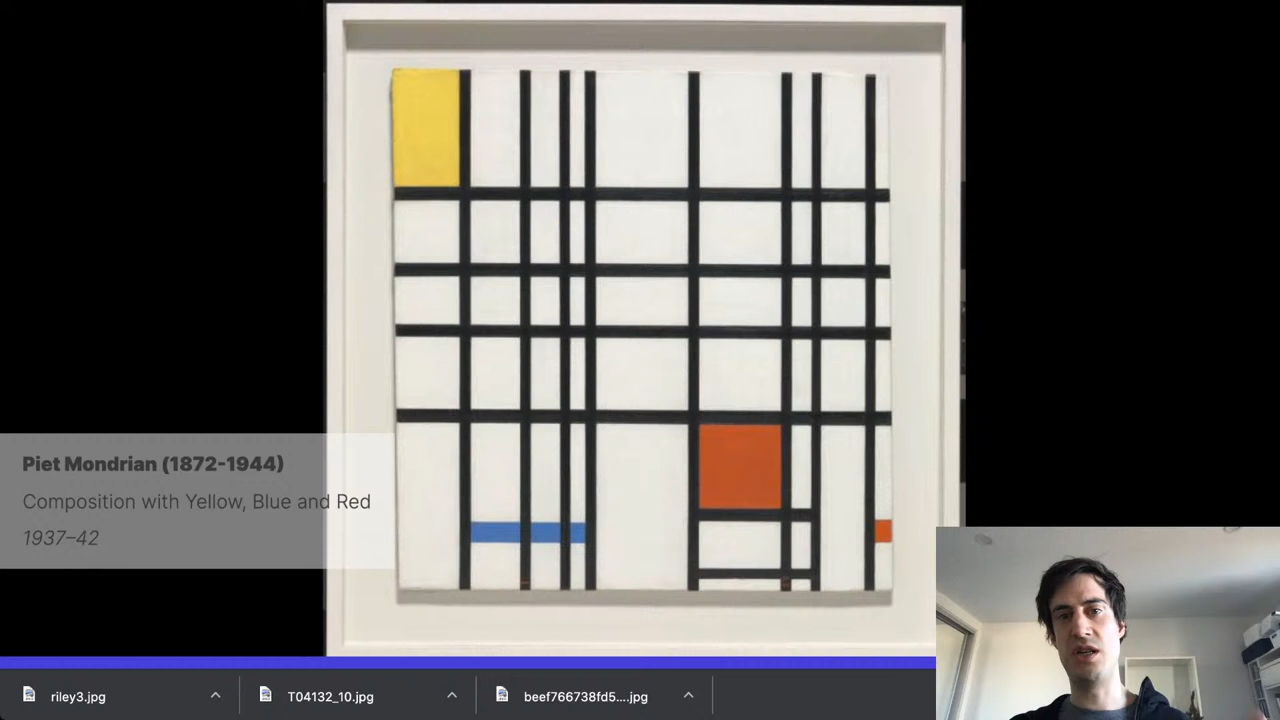 Piet Mondrian (1872-1944)
Composition with Yellow, Blue and Red
1937–42
riley3.jpg
T04132_10.jpg
beef766738fd5....jpg